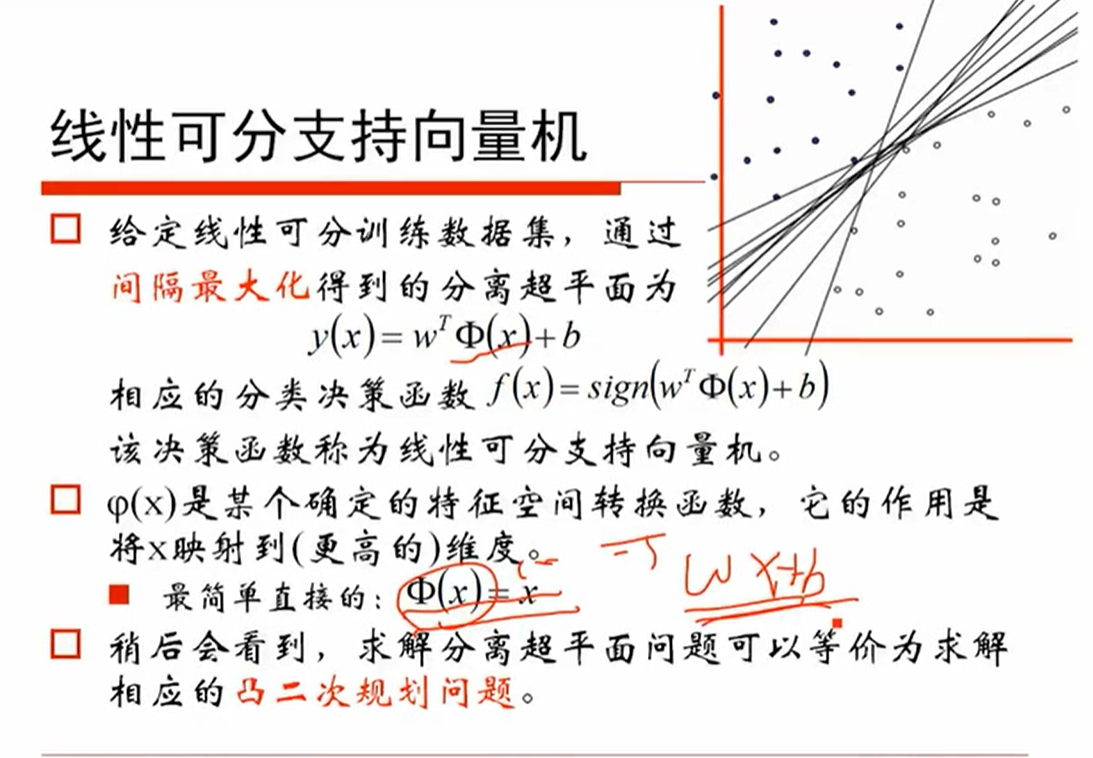 线性可分支持向量机
给定线性可分训练数据集，通过
间隔最大化得到的分离超平面为
y(x)= w^T Φ(x)+b
相应的分类决策函数 f(x)= sign(w^T Φ(x)+b)
该决策函数称为线性可分支持向量机。
φ(x)是某个确定的特征空间转换函数，它的作用是
将x映射到(更高的)维度。
最简单直接的：Φ(x)= x
wx+b
稍后会看到，求解分离超平面问题可以等价为求解
相应的凸二次规划问题。